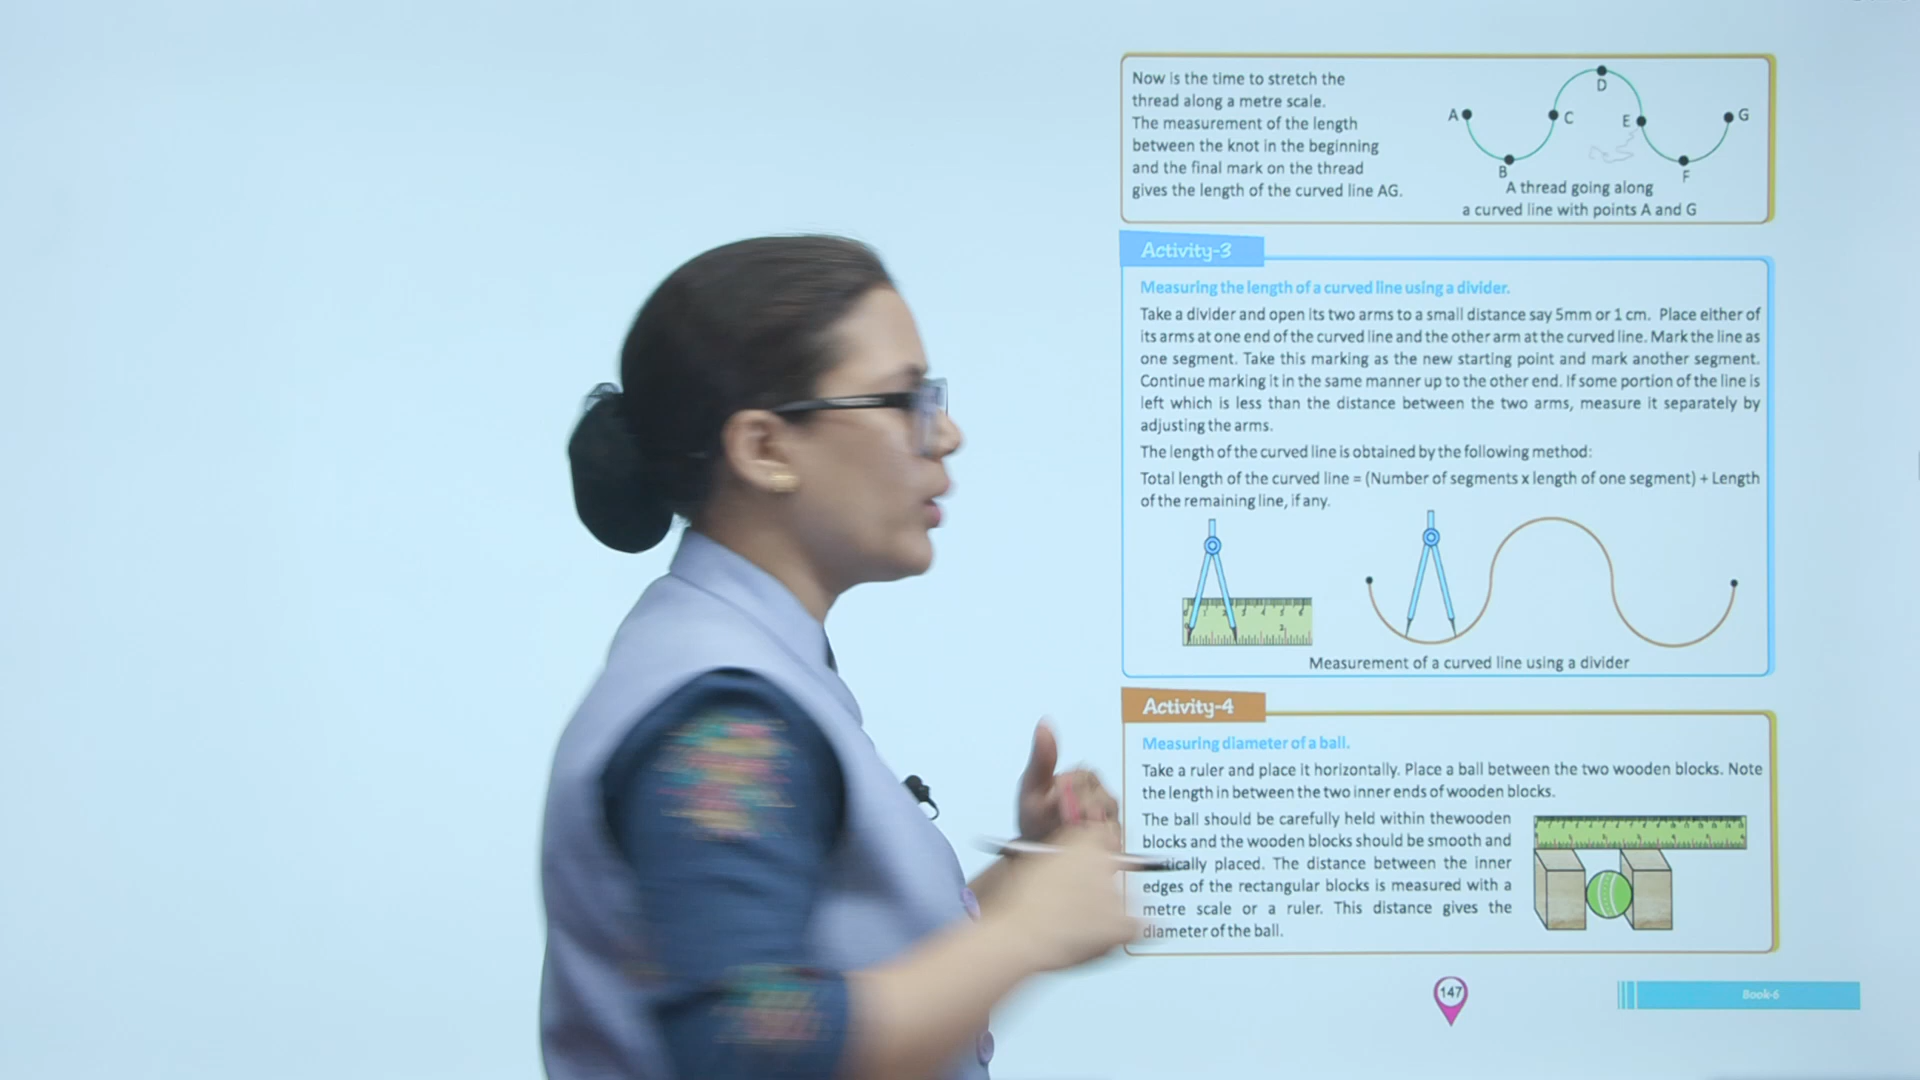 Now is the time to stretch the
thread along a metre scale.
The measurement of the length
between the knot in the beginning
and the final mark on the thread
gives the length of the curved line AG.
A
B
C
D
E
F
G
A thread going along
a curved line with points A and G
Activity-3
Measuring the length of a curved line using a divider.
Take a divider and open its two arms to a small distance say 5mm or 1 cm. Place either of
its arms at one end of the curved line and the other arm at the curved line. Mark the line as
one segment. Take this marking as the new starting point and mark another segment.
Continue marking it in the same manner up to the other end. If some portion of the line is
left which is less than the distance between the two arms, measure it separately by
adjusting the arms.
The length of the curved line is obtained by the following method:
Total length of the curved line = (Number of segments x length of one segment) + Length
of the remaining line, if any.
Measurement of a curved line using a divider
Activity-4
Measuring diameter of a ball.
Take a ruler and place it horizontally. Place a ball between the two wooden blocks. Note
the length in between the two inner ends of wooden blocks.
The ball should be carefully held within thewooden
blocks and the wooden blocks should be smooth and
placed. The distance between the inner
edges of the rectangular blocks is measured with a
metre scale or a ruler. This distance gives the
diameter of the ball.
147
Book-6